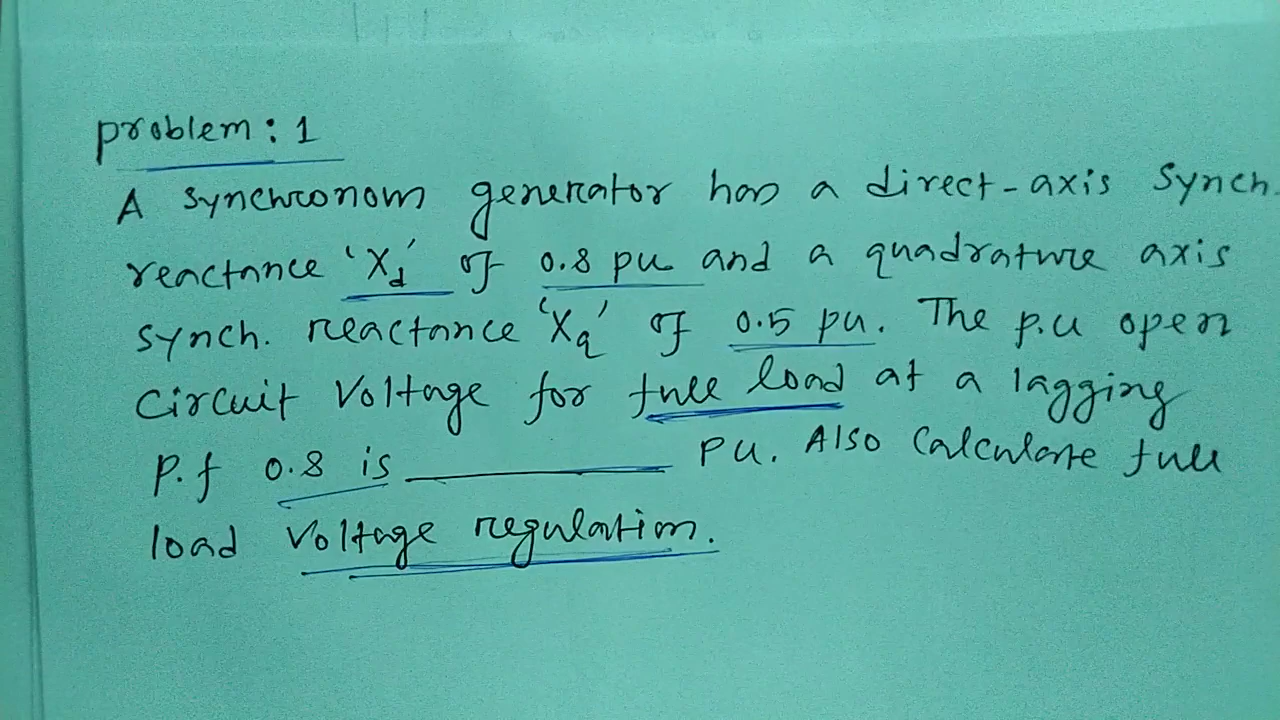 problem: 1
A synchronous generator has a direct-axis synch.
reactance 'Xd' of 0.8 pu and a quadrature axis
synch. reactance 'Xq' of 0.5 pu. The p.u open
circuit voltage for full load at a lagging
P.f 0.8 is ________ PU. Also calculate full
load voltage regulation.